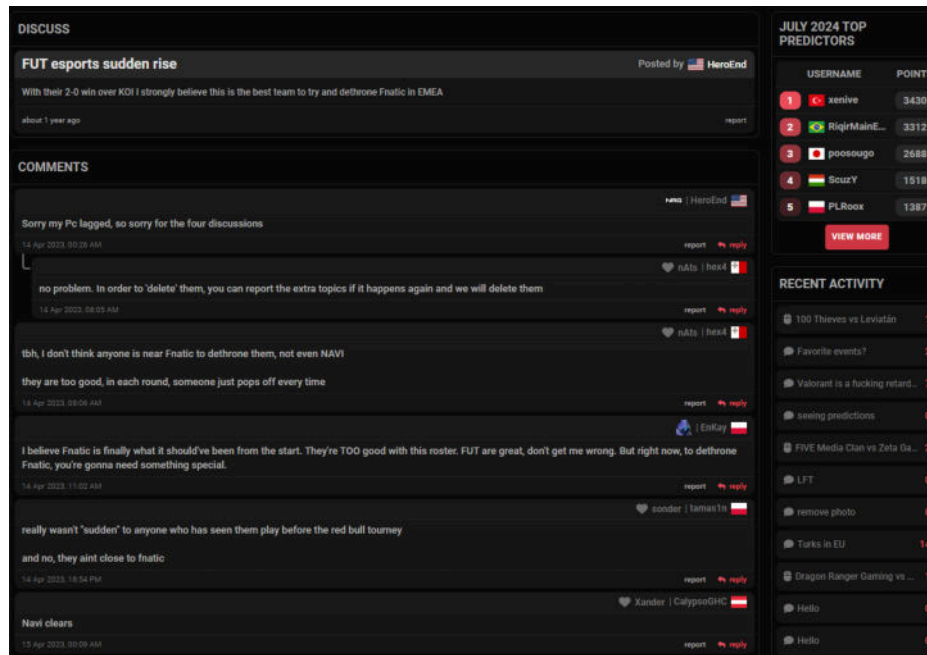 DISCUSS
FUT esports sudden rise
Posted by HeroEnd
With their 2-0 win over KOI I strongly believe this is the best team to try and dethrone Fnatic in EMEA
about 1 year ago
report
COMMENTS
NRG | HeroEnd
Sorry my Pc lagged, so sorry for the four discussions
14 Apr 2023, 00:28 AM
report reply
nAts | hex4
no problem. In order to 'delete' them, you can report the extra topics if it happens again and we will delete them
14 Apr 2023, 08:05 AM
report reply
nAts | hex4
tbh, I don't think anyone is near Fnatic to dethrone them, not even NAVI
they are too good, in each round, someone just pops off every time
14 Apr 2023, 08:06 AM
report reply
| EnKay
I believe Fnatic is finally what it should've been from the start. They're TOO good with this roster. FUT are great, don't get me wrong. But right now, to dethrone
Fnatic, you're gonna need something special.
14 Apr 2023, 11:02 AM
report reply
sonder | tamas1n
really wasn't "sudden" to anyone who has seen them play before the red bull tourney
and no, they aint close to fnatic
14 Apr 2023, 18:54 PM
report reply
Xander | CalypsoGHC
Navi clears
15 Apr 2023, 00:09 AM
report reply
JULY 2024 TOP
PREDICTORS
USERNAME POINT
1 xenive 3430
2 RiqirMainE... 3312
3 poosougo 2688
4 ScuzY 1518
5 PLRoox 1387
VIEW MORE
RECENT ACTIVITY
100 Thieves vs Leviatán
Favorite events?
Valorant is a fucking retard...
seeing predictions
FIVE Media Clan vs Zeta Ga...
LFT
remove photo
Turks in EU
Dragon Ranger Gaming vs ...
Hello
Hello